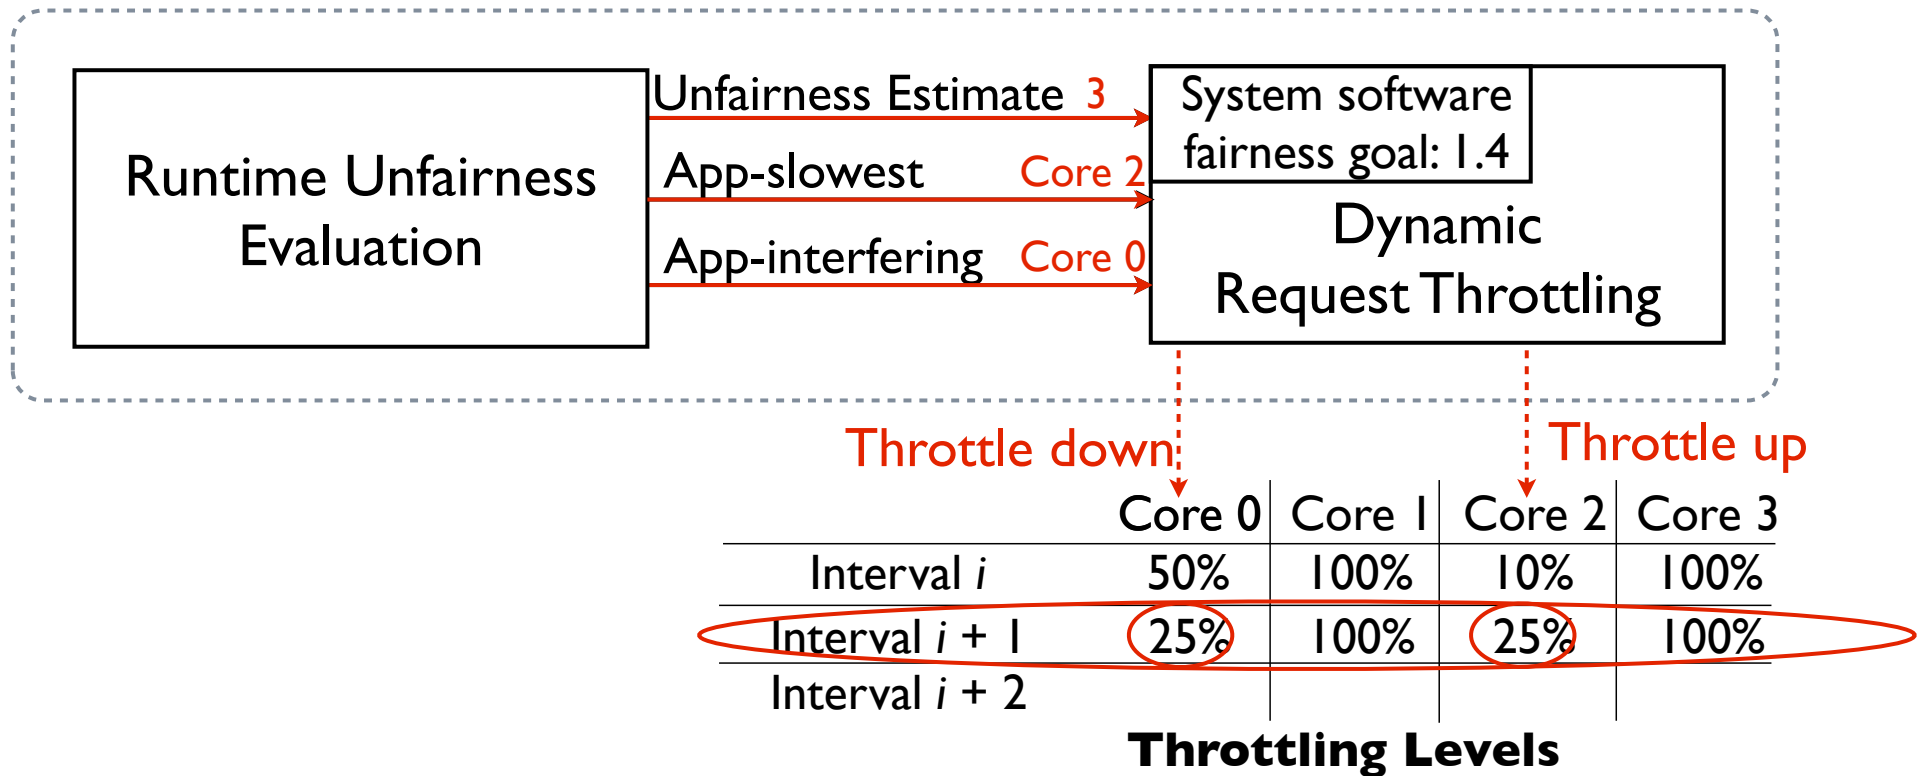 Unfairness Estimate 3
App-slowest Core 2
App-interfering Core 0
Runtime Unfairness
Evaluation
System software
fairness goal: 1.4
Dynamic
Request Throttling
Throttle down
Throttle up
Core 0 Core 1 Core 2 Core 3
Interval i 50% 100% 10% 100%
Interval i + 1 25% 100% 25% 100%
Interval i + 2
Throttling Levels